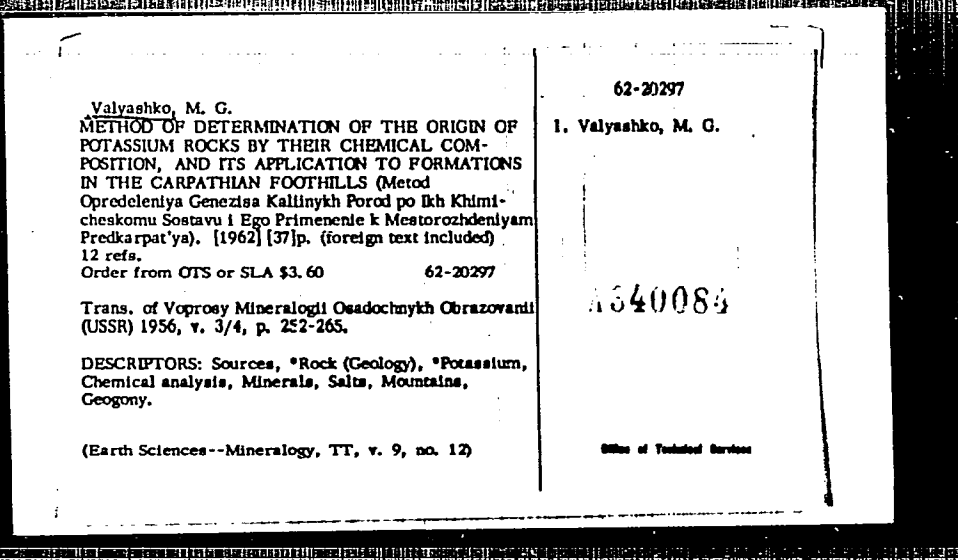 Valyashko, M. G.
METHOD OF DETERMINATION OF THE ORIGIN OF
POTASSIUM ROCKS BY THEIR CHEMICAL COM-
POSITION, AND ITS APPLICATION TO FORMATIONS
IN THE CARPATHIAN FOOTHILLS (Metod
Opredeleniya Genezisa Kaliinykh Porod po Ikh Khimi-
cheskomu Sostavu i Ego Primenenie k Mestorozhdeniyam
Predkarpat'ya). [1962] [37]p. (foreign text included)
12 refs.
Order from OTS or SLA $3.60 62-20297
Trans. of Voprosy Mineralogii Osadochnykh Obrazovanii
(USSR) 1956, v. 3/4, p. 252-265.
DESCRIPTORS: Sources, *Rock (Geology), *Potassium,
Chemical analysis, Minerals, Salts, Mountains,
Geogony.
(Earth Sciences--Mineralogy, TT, v. 9, no. 12)
62-20297
1. Valyashko, M. G.
A640084
Office of Technical Services